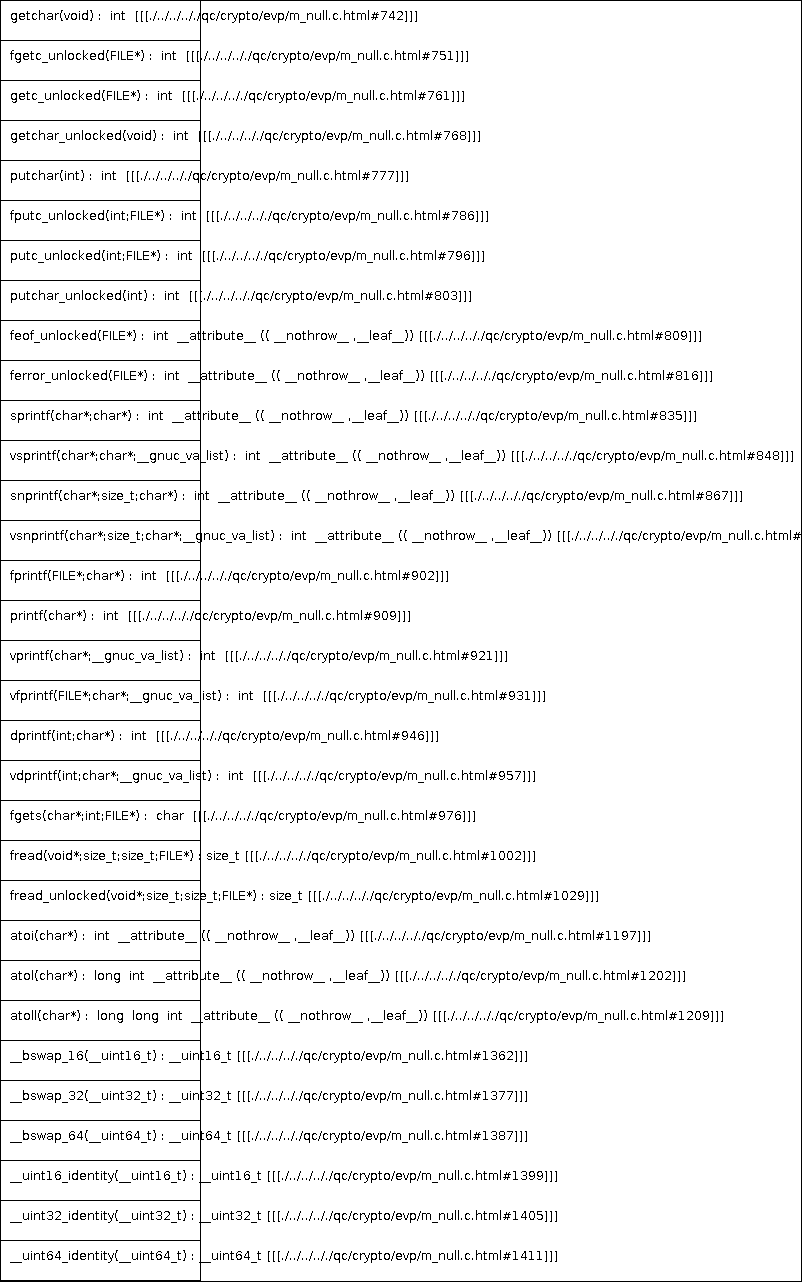 getchar(void) : int [[[./../../../../qc/crypto/evp/m_null.c.html#742]]]
fgetc_unlocked(FILE*) : int [[[./../../../../qc/crypto/evp/m_null.c.html#751]]]
getc_unlocked(FILE*) : int [[[./../../../../qc/crypto/evp/m_null.c.html#761]]]
getchar_unlocked(void) : int [[[./../../../../qc/crypto/evp/m_null.c.html#768]]]
putchar(int) : int [[[./../../../../qc/crypto/evp/m_null.c.html#777]]]
fputc_unlocked(int;FILE*) : int [[[./../../../../qc/crypto/evp/m_null.c.html#786]]]
putc_unlocked(int;FILE*) : int [[[./../../../../qc/crypto/evp/m_null.c.html#796]]]
putchar_unlocked(int) : int [[[./../../../../qc/crypto/evp/m_null.c.html#803]]]
feof_unlocked(FILE*) : int __attribute__ (( __nothrow__ ,__leaf__)) [[[./../../../../qc/crypto/evp/m_null.c.html#809]]]
ferror_unlocked(FILE*) : int __attribute__ (( __nothrow__ ,__leaf__)) [[[./../../../../qc/crypto/evp/m_null.c.html#816]]]
sprintf(char*;char*) : int __attribute__ (( __nothrow__ ,__leaf__)) [[[./../../../../qc/crypto/evp/m_null.c.html#835]]]
vsprintf(char*;char*;__gnuc_va_list) : int __attribute__ (( __nothrow__ ,__leaf__)) [[[./../../../../qc/crypto/evp/m_null.c.html#848]]]
snprintf(char*;size_t;char*) : int __attribute__ (( __nothrow__ ,__leaf__)) [[[./../../../../qc/crypto/evp/m_null.c.html#867]]]
vsnprintf(char*;size_t;char*;__gnuc_va_list) : int __attribute__ (( __nothrow__ ,__leaf__)) [[[./../../../../qc/crypto/evp/m_null.c.html#
fprintf(FILE*;char*) : int [[[./../../../../qc/crypto/evp/m_null.c.html#902]]]
printf(char*) : int [[[./../../../../qc/crypto/evp/m_null.c.html#909]]]
vprintf(char*;__gnuc_va_list) : int [[[./../../../../qc/crypto/evp/m_null.c.html#921]]]
vfprintf(FILE*;char*;__gnuc_va_list) : int [[[./../../../../qc/crypto/evp/m_null.c.html#931]]]
dprintf(int;char*) : int [[[./../../../../qc/crypto/evp/m_null.c.html#946]]]
vdprintf(int;char*;__gnuc_va_list) : int [[[./../../../../qc/crypto/evp/m_null.c.html#957]]]
fgets(char*;int;FILE*) : char [[[./../../../../qc/crypto/evp/m_null.c.html#976]]]
fread(void*;size_t;size_t;FILE*) : size_t [[[./../../../../qc/crypto/evp/m_null.c.html#1002]]]
fread_unlocked(void*;size_t;size_t;FILE*) : size_t [[[./../../../../qc/crypto/evp/m_null.c.html#1029]]]
atoi(char*) : int __attribute__ (( __nothrow__ ,__leaf__)) [[[./../../../../qc/crypto/evp/m_null.c.html#1197]]]
atol(char*) : long int __attribute__ (( __nothrow__ ,__leaf__)) [[[./../../../../qc/crypto/evp/m_null.c.html#1202]]]
atoll(char*) : long long int __attribute__ (( __nothrow__ ,__leaf__)) [[[./../../../../qc/crypto/evp/m_null.c.html#1209]]]
__bswap_16(__uint16_t) : __uint16_t [[[./../../../../qc/crypto/evp/m_null.c.html#1362]]]
__bswap_32(__uint32_t) : __uint32_t [[[./../../../../qc/crypto/evp/m_null.c.html#1377]]]
__bswap_64(__uint64_t) : __uint64_t [[[./../../../../qc/crypto/evp/m_null.c.html#1387]]]
__uint16_identity(__uint16_t) : __uint16_t [[[./../../../../qc/crypto/evp/m_null.c.html#1399]]]
__uint32_identity(__uint32_t) : __uint32_t [[[./../../../../qc/crypto/evp/m_null.c.html#1405]]]
__uint64_identity(__uint64_t) : __uint64_t [[[./../../../../qc/crypto/evp/m_null.c.html#1411]]]